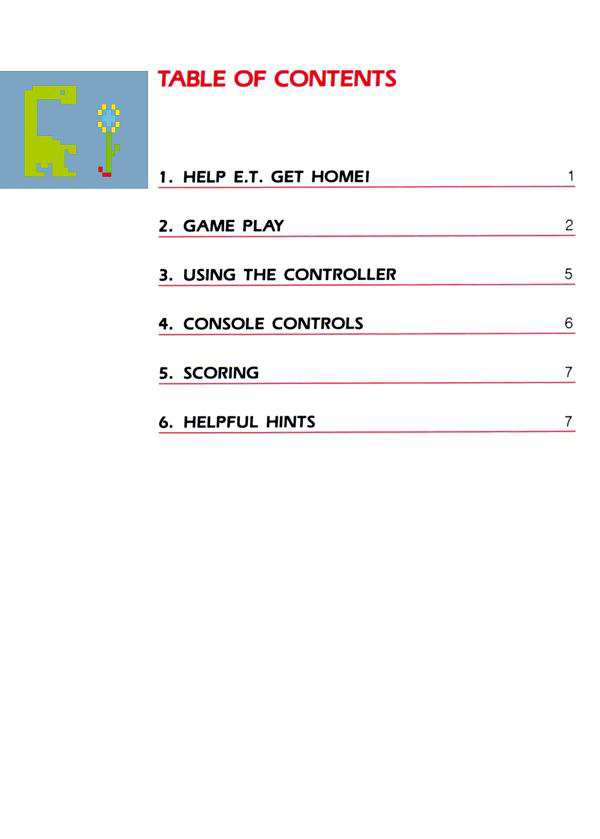 TABLE OF CONTENTS
1. HELP E.T. GET HOME! 1
2. GAME PLAY 2
3. USING THE CONTROLLER 5
4. CONSOLE CONTROLS 6
5. SCORING 7
6. HELPFUL HINTS 7